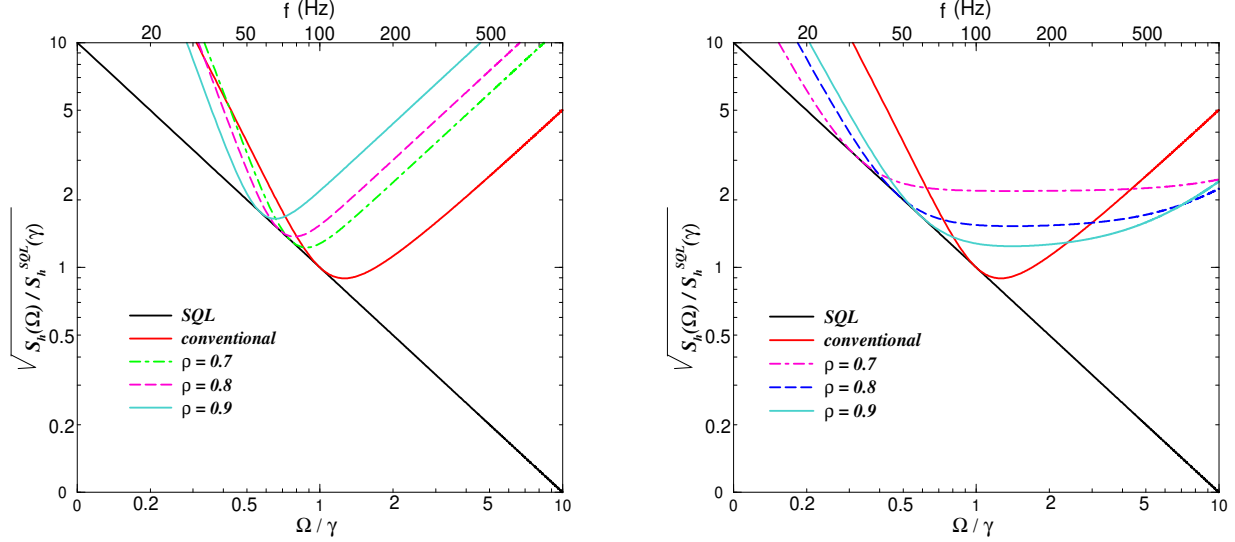 f (Hz)
20 50 100 200 500
10
5
2
1
0.5
0.2
0
√S_h(Ω) / S_h^SQL(γ)
SQL
conventional
ρ = 0.7
ρ = 0.8
ρ = 0.9
0 0.2 0.5 1 2 5 10
Ω / γ
f (Hz)
20 50 100 200 500
10
5
2
1
0.5
0.2
0
√S_h(Ω) / S_h^SQL(γ)
SQL
conventional
ρ = 0.7
ρ = 0.8
ρ = 0.9
0 0.2 0.5 1 2 5 10
Ω / γ